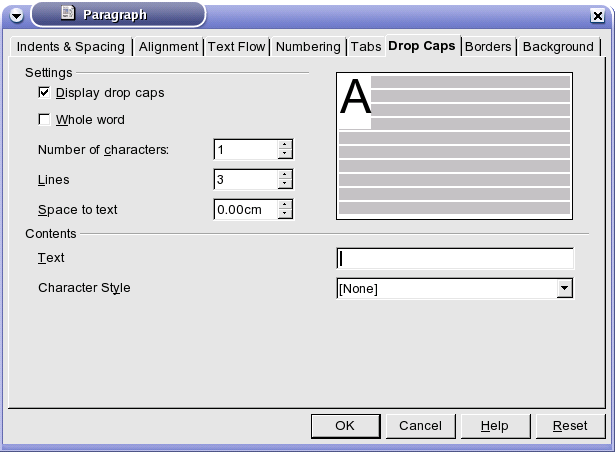 Paragraph
Indents & Spacing Alignment Text Flow Numbering Tabs Drop Caps Borders Background
Settings
Display drop caps
Whole word
Number of characters: 1
Lines 3
Space to text 0.00cm
A
Contents
Text
Character Style [None]
OK Cancel Help Reset